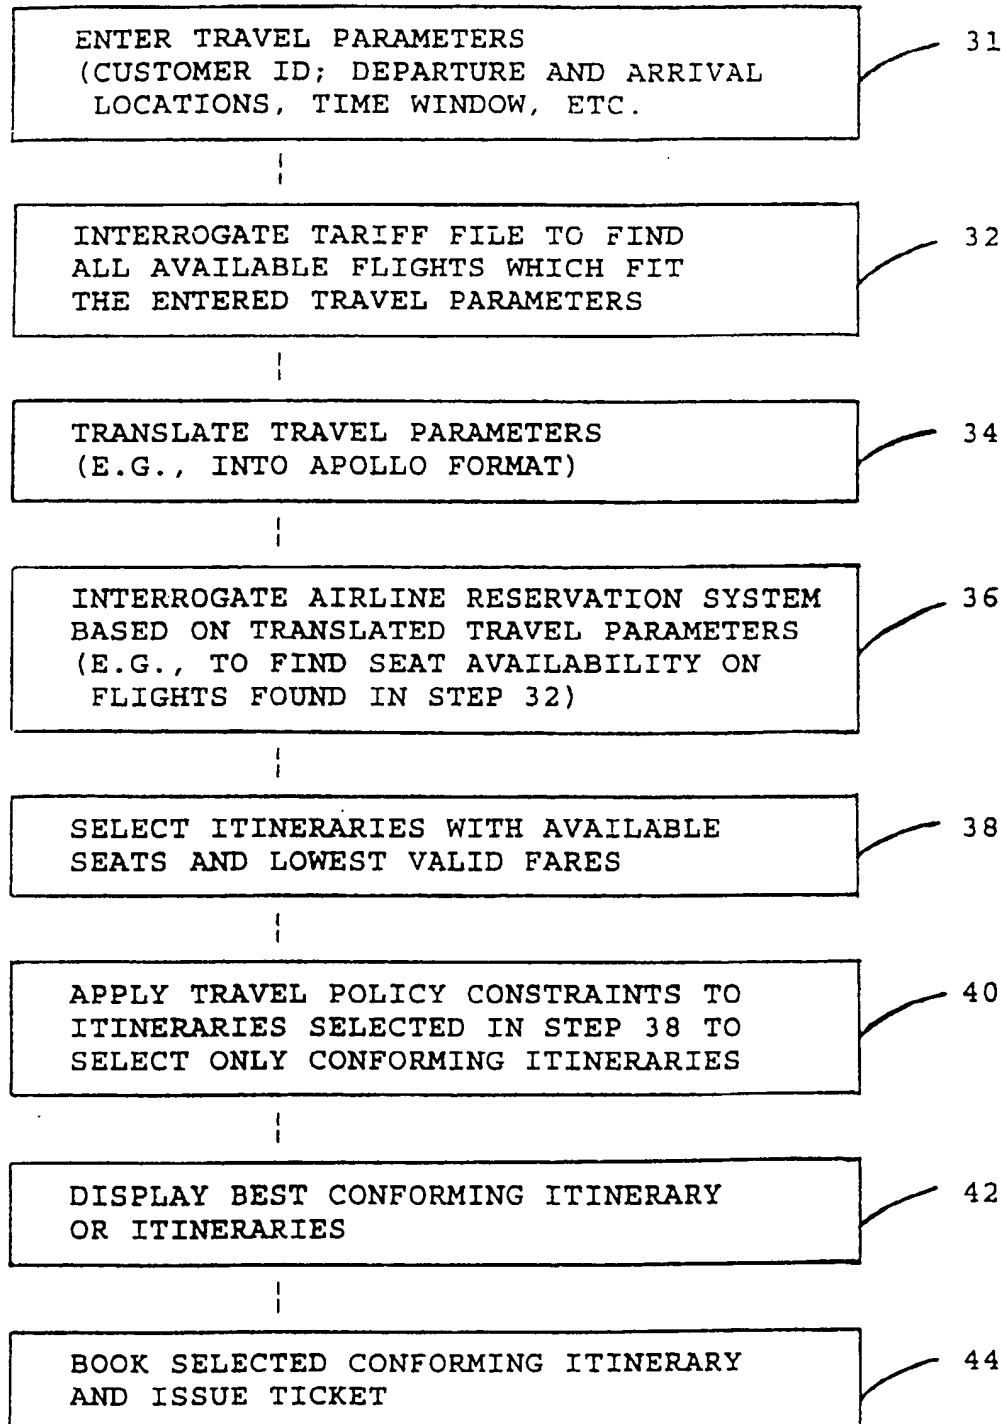 ENTER TRAVEL PARAMETERS
(CUSTOMER ID; DEPARTURE AND ARRIVAL
LOCATIONS, TIME WINDOW, ETC.
31
INTERROGATE TARIFF FILE TO FIND
ALL AVAILABLE FLIGHTS WHICH FIT
THE ENTERED TRAVEL PARAMETERS
32
TRANSLATE TRAVEL PARAMETERS
(E.G., INTO APOLLO FORMAT)
34
INTERROGATE AIRLINE RESERVATION SYSTEM
BASED ON TRANSLATED TRAVEL PARAMETERS
(E.G., TO FIND SEAT AVAILABILITY ON
FLIGHTS FOUND IN STEP 32)
36
SELECT ITINERARIES WITH AVAILABLE
SEATS AND LOWEST VALID FARES
38
APPLY TRAVEL POLICY CONSTRAINTS TO
ITINERARIES SELECTED IN STEP 38 TO
SELECT ONLY CONFORMING ITINERARIES
40
DISPLAY BEST CONFORMING ITINERARY
OR ITINERARIES
42
BOOK SELECTED CONFORMING ITINERARY
AND ISSUE TICKET
44